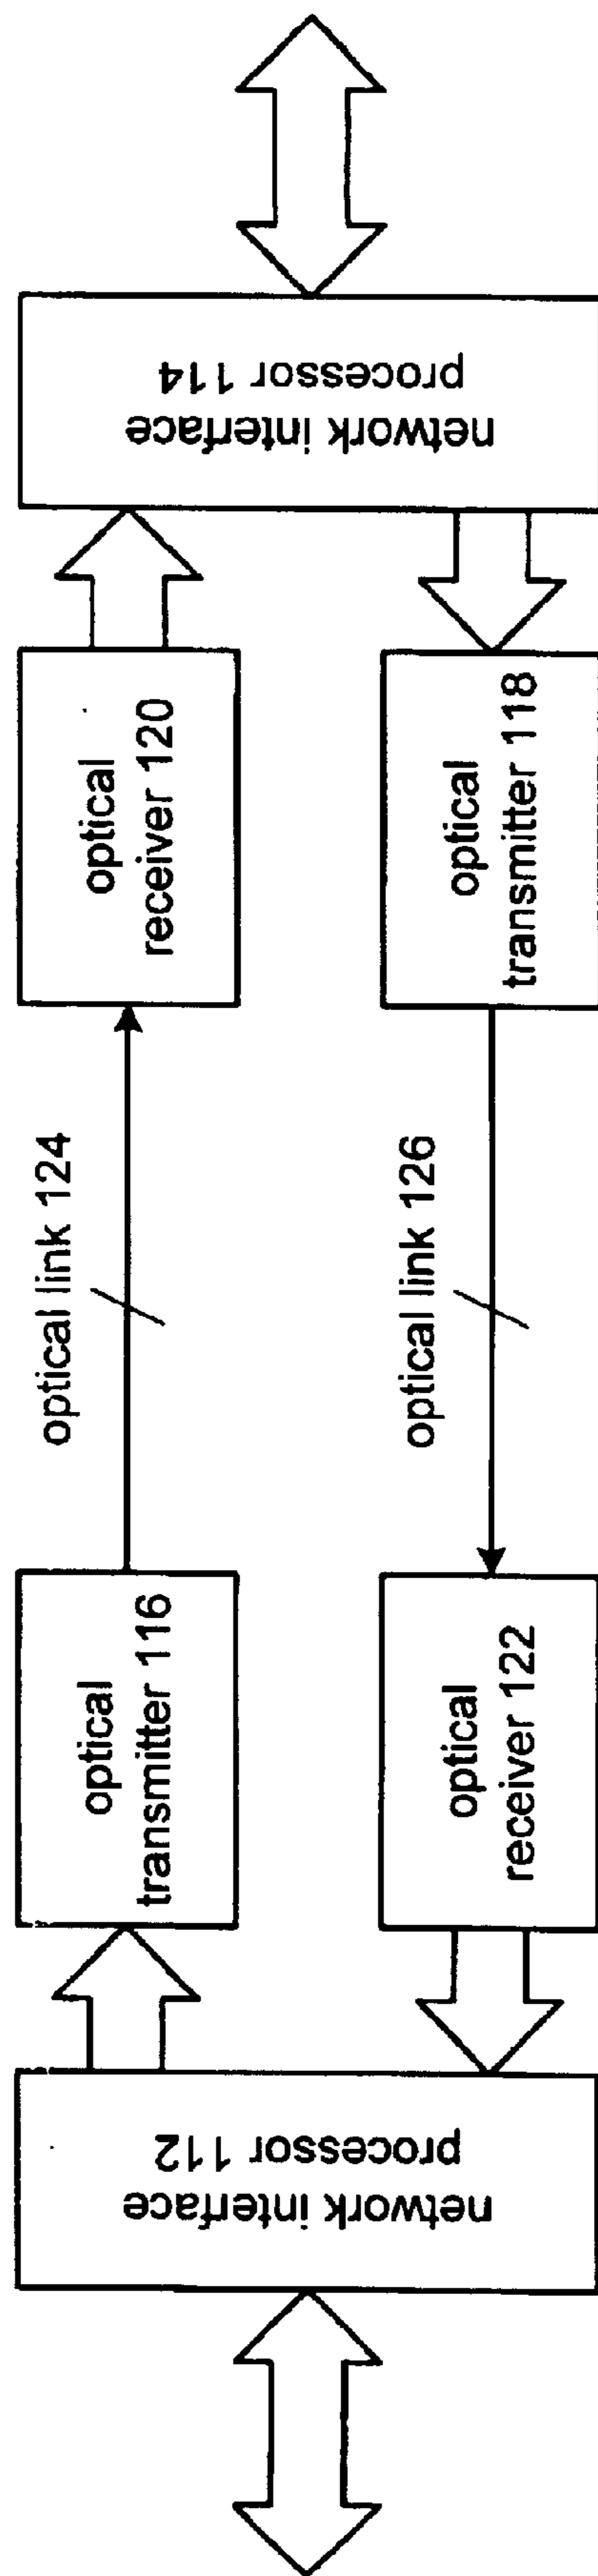 network interface
processor 112
optical
transmitter 116
optical link 124
optical
receiver 120
optical
receiver 122
optical link 126
optical
transmitter 118
network interface
processor 114